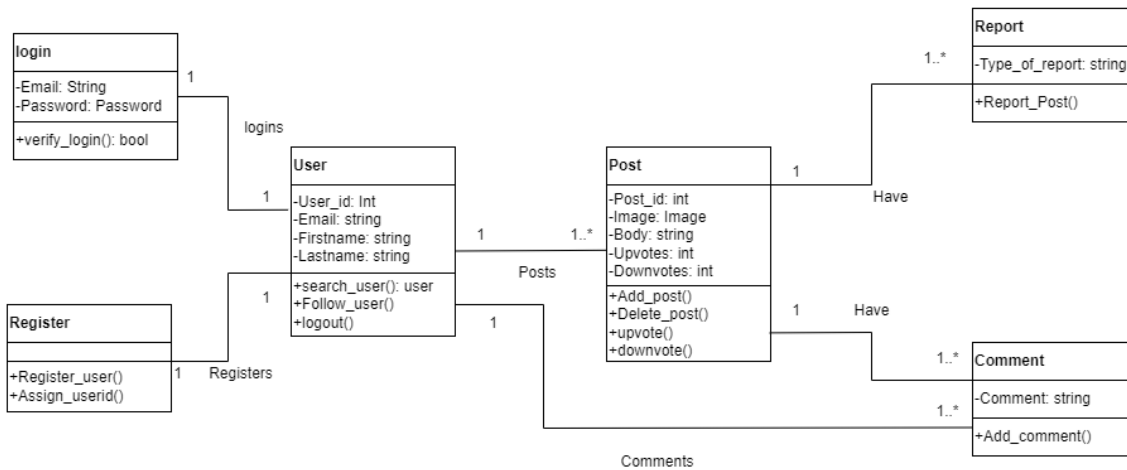 login
-Email: String
-Password: Password
+verify_login(): bool
1
logins
1
User
-User_id: Int
-Email: string
-Firstname: string
-Lastname: string
+search_user(): user
+Follow_user()
+logout()
Register
+Register_user()
+Assign_userid()
1
Registers
1
1
Posts
1..*
Post
-Post_id: int
-Image: Image
-Body: string
-Upvotes: int
-Downvotes: int
+Add_post()
+Delete_post()
+upvote()
+downvote()
1
Have
1..*
Report
-Type_of_report: string
+Report_Post()
1
Have
1..*
Comment
-Comment: string
+Add_comment()
1
Comments
1..*